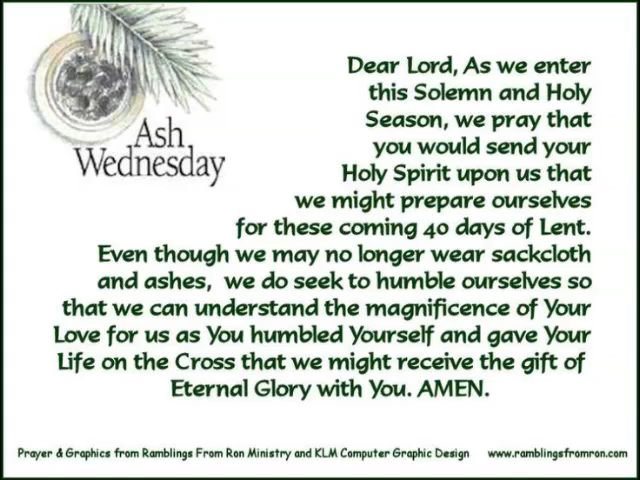 Ash
Wednesday
Dear Lord, As we enter
this Solemn and Holy
Season, we pray that
you would send your
Holy Spirit upon us that
we might prepare ourselves
for these coming 40 days of Lent.
Even though we may no longer wear sackcloth
and ashes, we do seek to humble ourselves so
that we can understand the magnificence of Your
Love for us as You humbled Yourself and gave Your
Life on the Cross that we might receive the gift of
Eternal Glory with You. AMEN.
Prayer & Graphics from Ramblings From Ron Ministry and KLM Computer Graphic Design www.ramblingsfromron.com